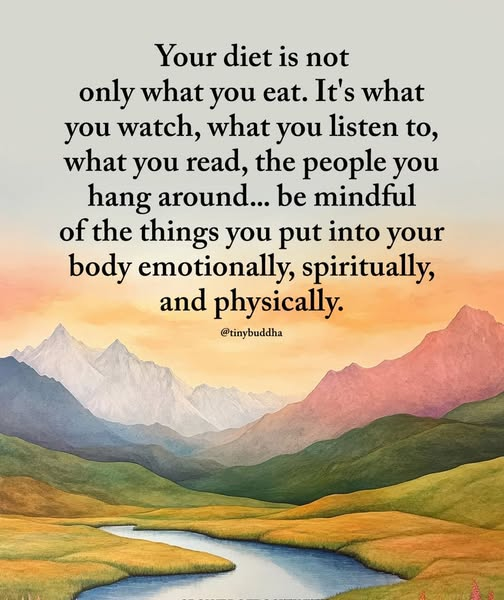 Your diet is not
only what you eat. It's what
you watch, what you listen to,
what you read, the people you
hang around... be mindful
of the things you put into your
body emotionally, spiritually,
and physically.
@tinybuddha